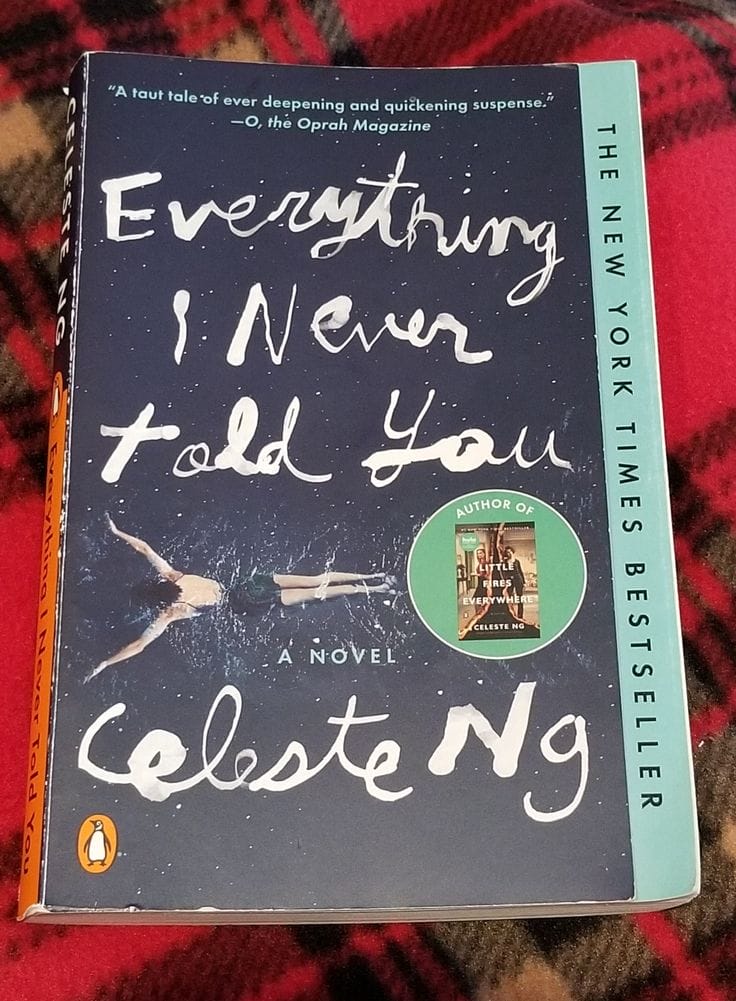 “A taut tale of ever deepening and quickening suspense.”
—O, the Oprah Magazine
Everything
I Never
told You
AUTHOR OF
hulu
LITTLE
FIRES
EVERYWHERE
CELESTE NG
A NOVEL
Celeste Ng
THE NEW YORK TIMES BESTSELLER
CELESTE NG
Everything I Never Told You